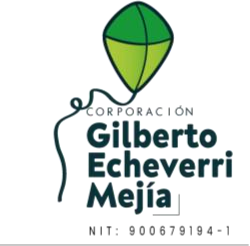 CORPORACIÓN
Gilberto
Echeverri
Mejía
NIT: 900679194-1